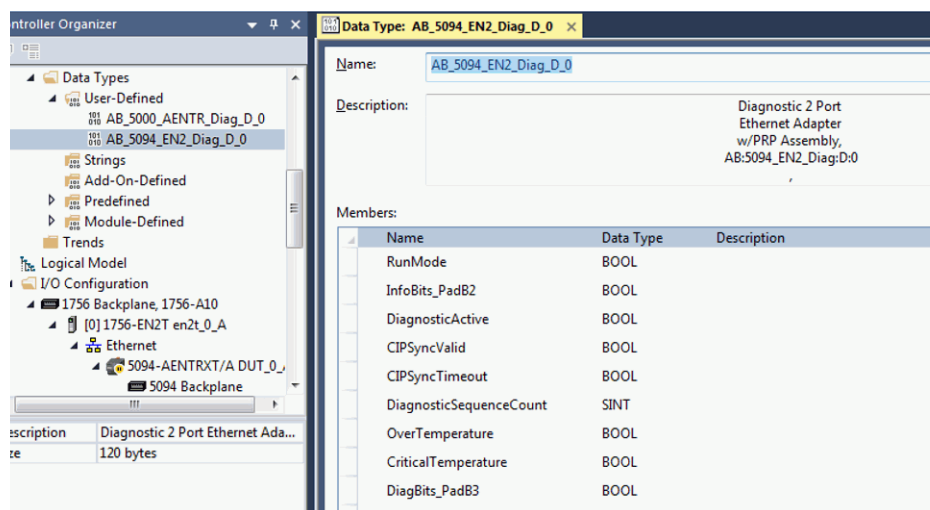 ontroller Organizer
Data Types
User-Defined
AB_5000_AENTR_Diag_D_0
AB_5094_EN2_Diag_D_0
Strings
Add-On-Defined
Predefined
Module-Defined
Trends
Logical Model
I/O Configuration
1756 Backplane, 1756-A10
[0] 1756-EN2T en2t_0_A
Ethernet
5094-AENTRXT/A DUT_0_
5094 Backplane
escription Diagnostic 2 Port Ethernet Ada...
ze 120 bytes
Data Type: AB_5094_EN2_Diag_D_0
Name: AB_5094_EN2_Diag_D_0
Description: Diagnostic 2 Port
Ethernet Adapter
w/PRP Assembly,
AB:5094_EN2_Diag:D:0
,
Members:
Name Data Type Description
RunMode BOOL
InfoBits_PadB2 BOOL
DiagnosticActive BOOL
CIPSyncValid BOOL
CIPSyncTimeout BOOL
DiagnosticSequenceCount SINT
OverTemperature BOOL
CriticalTemperature BOOL
DiagBits_PadB3 BOOL